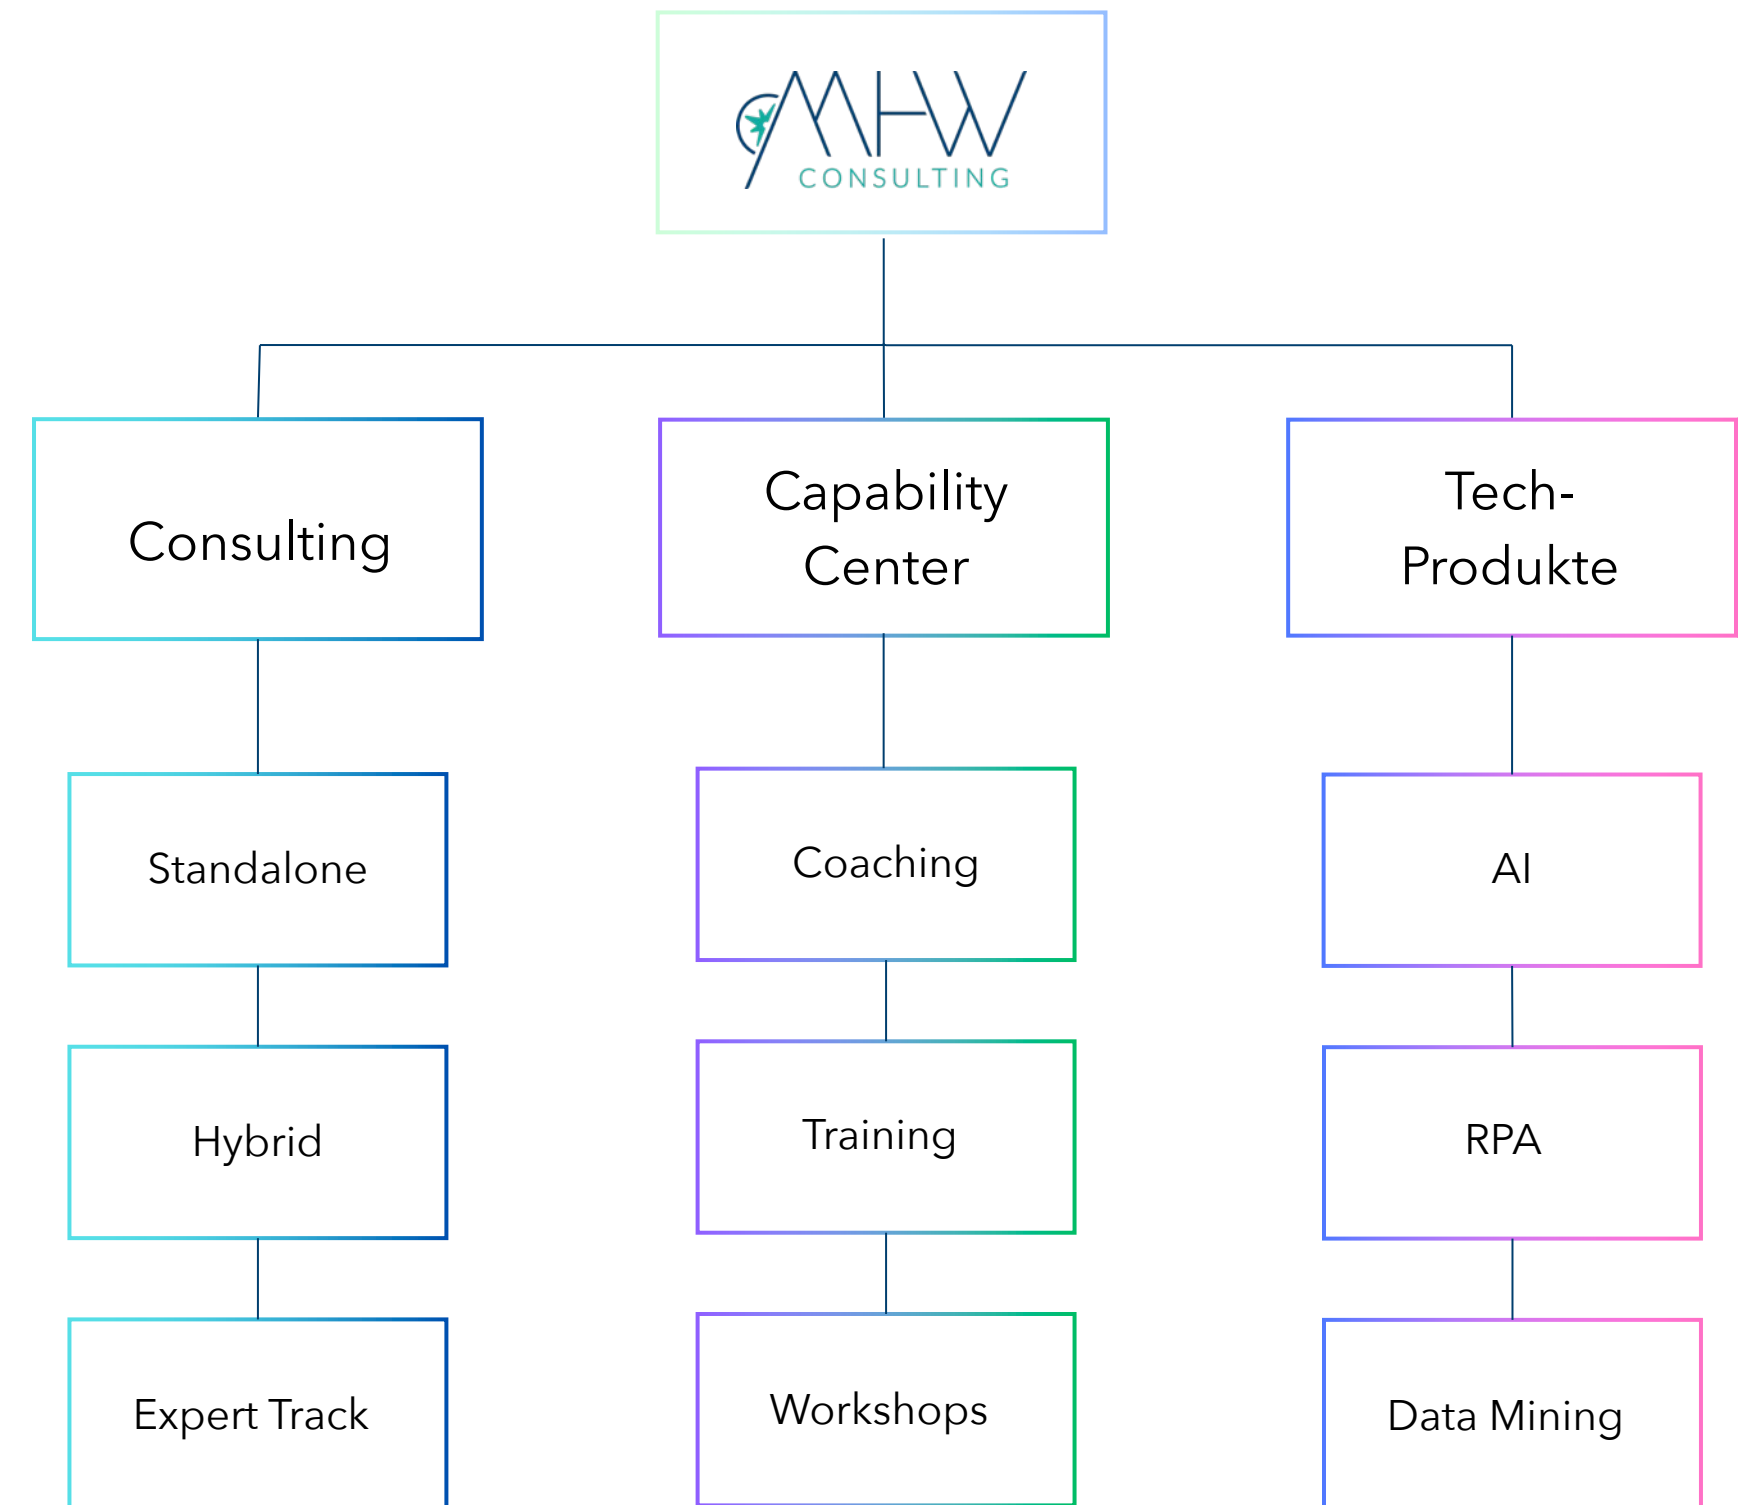 MHW
CONSULTING
Consulting
Capability
Center
Tech-
Produkte
Standalone
Coaching
AI
Hybrid
Training
RPA
Expert Track
Workshops
Data Mining